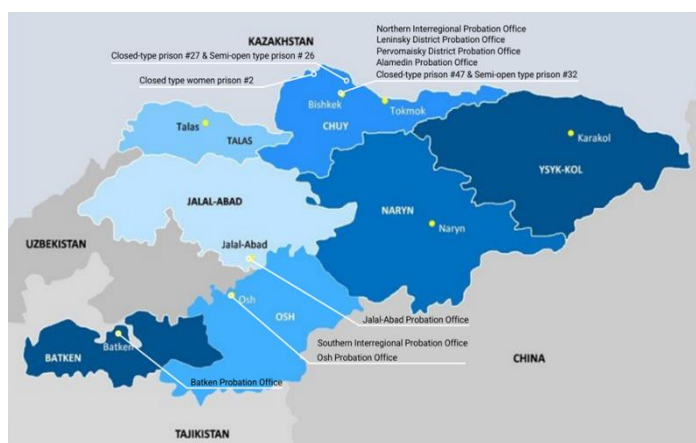 Northern Interregional Probation Office
Leninsky District Probation Office
KAZAKHSTAN
Pervomaisky District Probation Office
Closed-type prison #27 & Semi-open type prison # 26
Alamedin Probation Office
Closed type women prison #2
Closed-type prison #47 & Semi-open type prison #32
Bishkek
Tokmok
Talas
CHUY
TALAS
Karakol
YSYK-KOL
JALAL-ABAD
NARYN
Naryn
UZBEKISTAN
Jalal-Abad
Osh
OSH
Jalal-Abad Probation Office
Batken
Southern Interregional Probation Office
BATKEN
Osh Probation Office
CHINA
Batken Probation Office
TAJIKISTAN